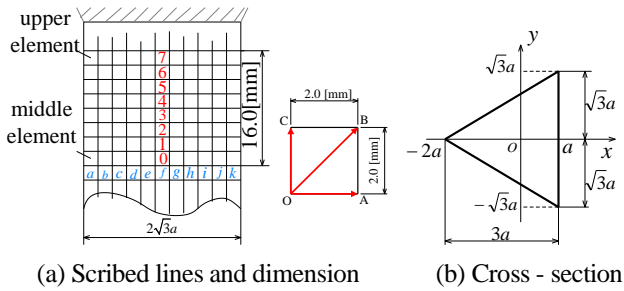 upper
element
middle
element
7
6
5
4
3
2
1
0
a b c d e f g h i j k
16.0[mm]
2√3a
2.0 [mm]
C B
2.0 [mm]
O A
y
√3a
√3a
−2a o a x
√3a
−√3a
3a
(a) Scribed lines and dimension
(b) Cross - section